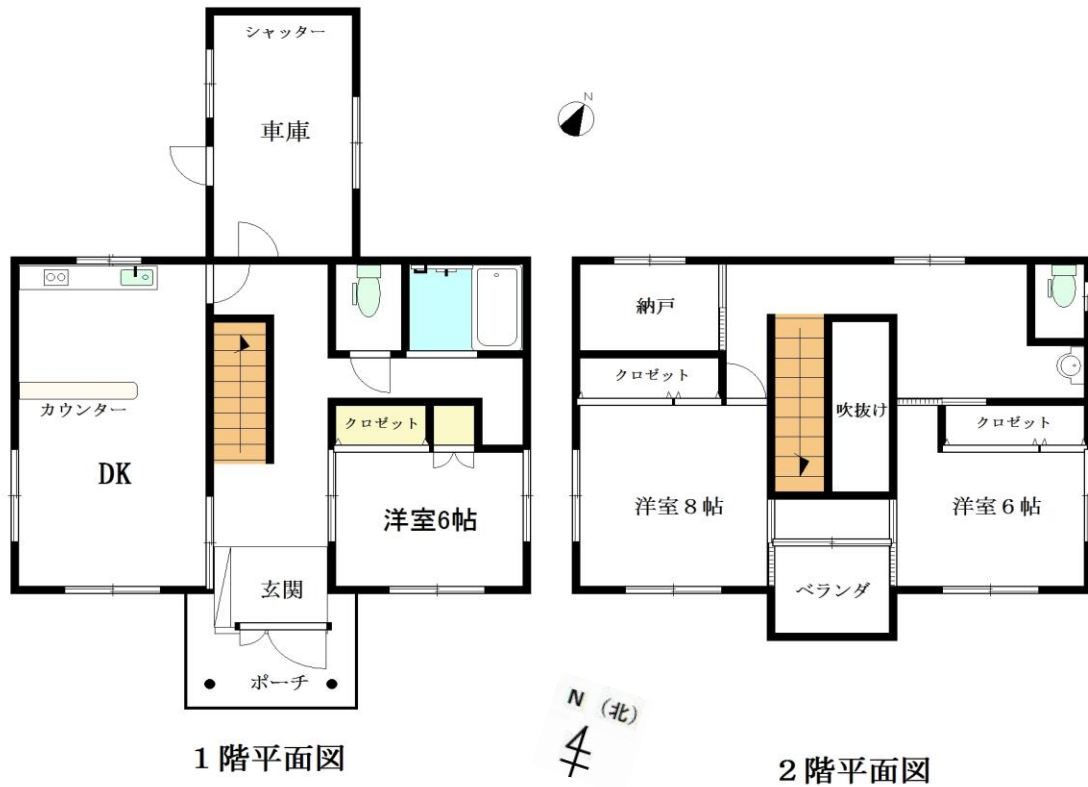 シャッター
車庫
N
カウンター
DK
クロゼット
洋室6帖
玄関
ポーチ
1階平面図
納戸
クロゼット
吹抜け
クロゼット
洋室8帖
洋室6帖
ベランダ
N (北)
2階平面図